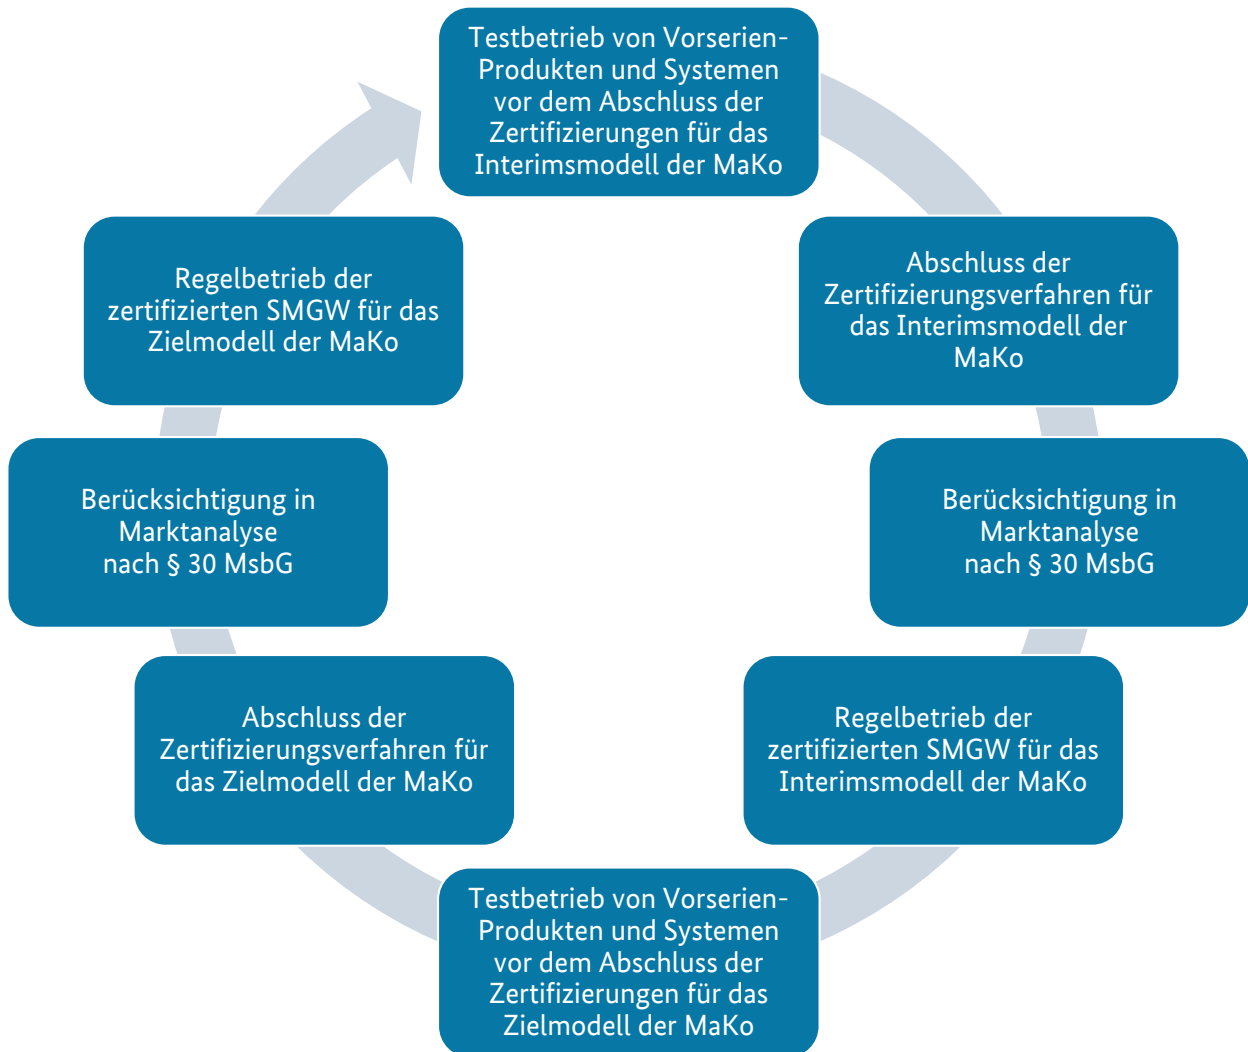 Testbetrieb von Vorserien-
Produkten und Systemen
vor dem Abschluss der
Zertifizierungen für das
Interimsmodell der MaKo
Abschluss der
Zertifizierungsverfahren für
das Interimsmodell der
MaKo
Berücksichtigung in
Marktanalyse
nach § 30 MsbG
Regelbetrieb der
zertifizierten SMGW für das
Interimsmodell der MaKo
Testbetrieb von Vorserien-
Produkten und Systemen
vor dem Abschluss der
Zertifizierungen für das
Zielmodell der MaKo
Abschluss der
Zertifizierungsverfahren für
das Zielmodell der MaKo
Berücksichtigung in
Marktanalyse
nach § 30 MsbG
Regelbetrieb der
zertifizierten SMGW für das
Zielmodell der MaKo